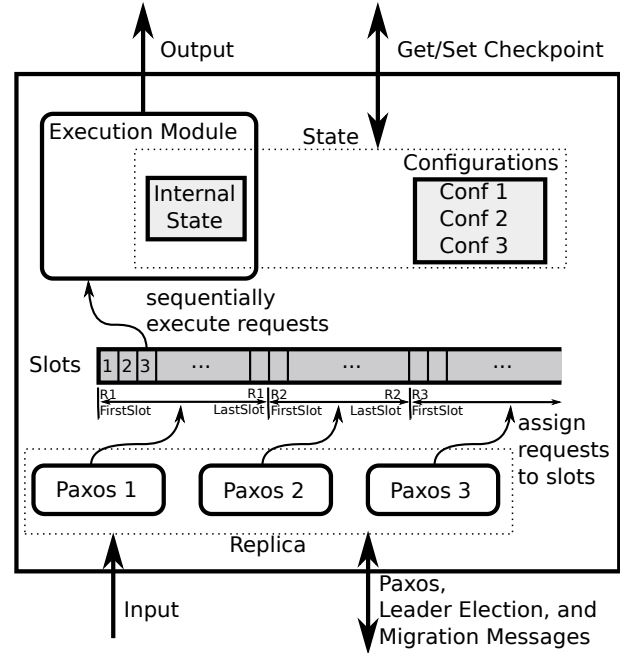 Output
Get/Set Checkpoint
Execution Module
State
Configurations
Internal
State
Conf 1
Conf 2
Conf 3
sequentially
execute requests
Slots
1 2 3 ... ... ...
R1 R1 R2 R2 R3
FirstSlot LastSlot FirstSlot LastSlot FirstSlot
assign
requests
to slots
Paxos 1
Paxos 2
Paxos 3
Replica
Input
Paxos,
Leader Election, and
Migration Messages